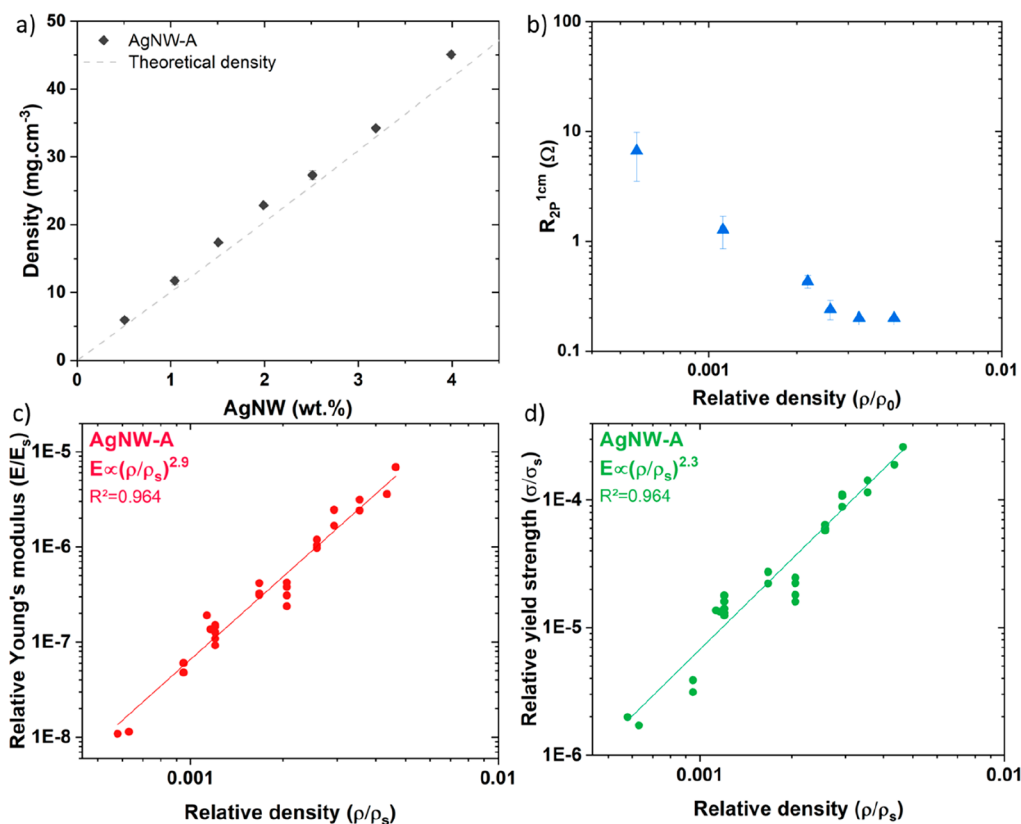 a)
50
40
30
20
10
0
Density (mg.cm⁻³)
AgNW-A
Theoretical density
0
1
2
3
4
AgNW (wt.%)
b)
100
10
1
0.1
R₂P¹ᶜᵐ (Ω)
0.001
0.01
Relative density (ρ/ρ₀)
c)
AgNW-A
E∝(ρ/ρₛ)²·⁹
R²=0.964
1E-5
1E-6
1E-7
1E-8
Relative Young's modulus (E/Eₛ)
0.001
0.01
Relative density (ρ/ρₛ)
d)
AgNW-A
E∝(ρ/ρₛ)²·³
R²=0.964
1E-4
1E-5
1E-6
Relative yield strength (σ/σₛ)
0.001
0.01
Relative density (ρ/ρₛ)